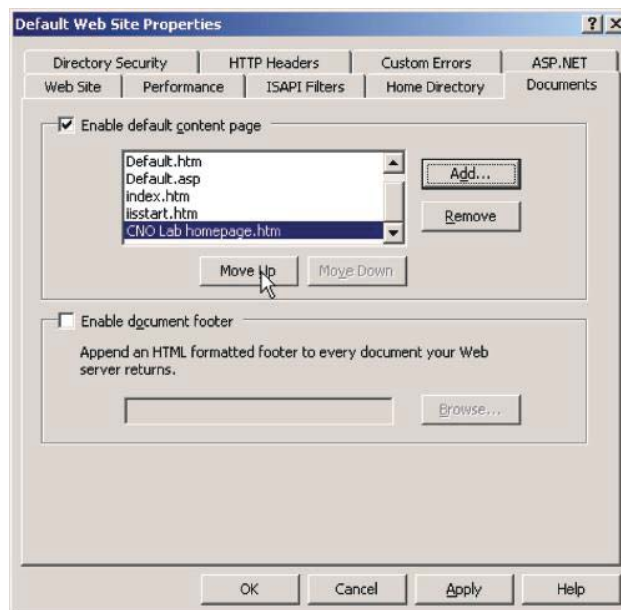 Default Web Site Properties
Directory Security HTTP Headers Custom Errors ASP.NET
Web Site Performance ISAPI Filters Home Directory Documents
Enable default content page
Default.htm
Default.asp
index.htm
iisstart.htm
CNO Lab homepage.htm
Add...
Remove
Move Up Move Down
Enable document footer
Append an HTML formatted footer to every document your Web
server returns.
Browse...
OK Cancel Apply Help